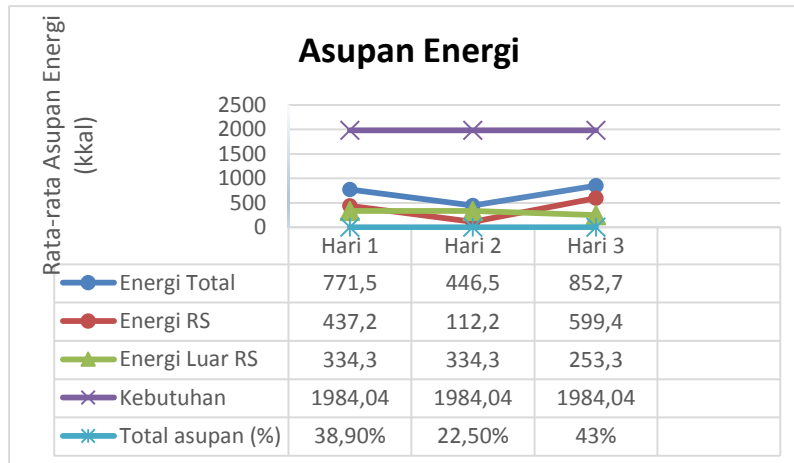 Asupan Energi
Rata-rata Asupan Energi
(kkal)
2500
2000
1500
1000
500
0
Hari 1 Hari 2 Hari 3
Energi Total 771,5 446,5 852,7
Energi RS 437,2 112,2 599,4
Energi Luar RS 334,3 334,3 253,3
Kebutuhan 1984,04 1984,04 1984,04
Total asupan (%) 38,90% 22,50% 43%